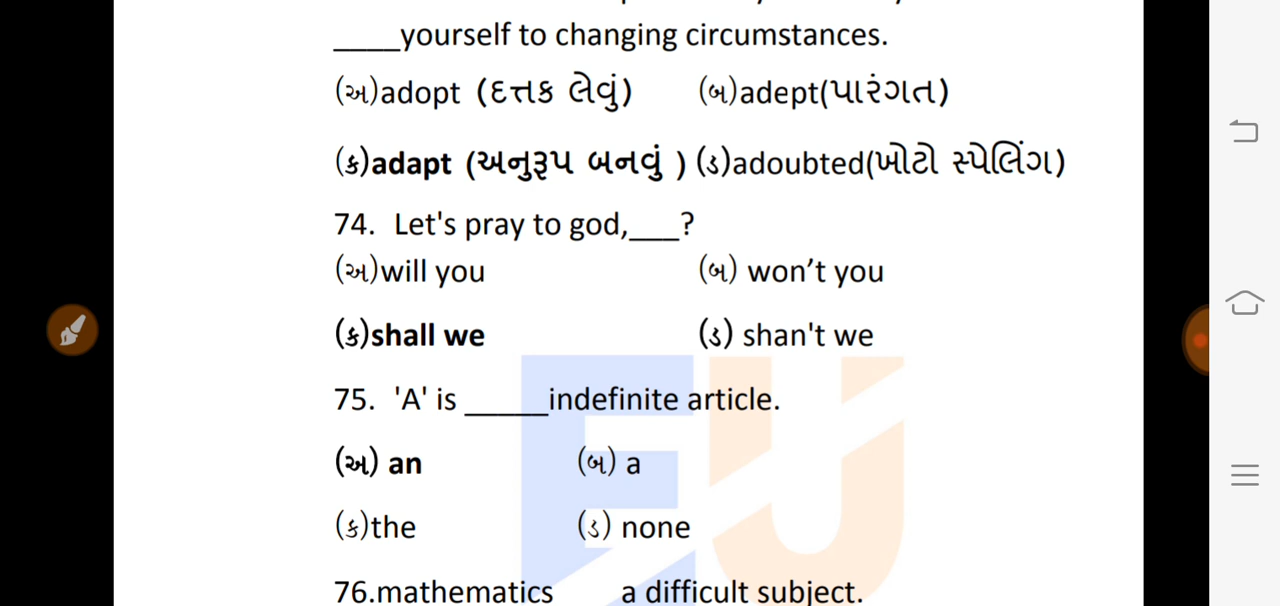 ____yourself to changing circumstances.
(અ)adopt (દત્તક લેવું) (બ)adept(પારંગત)
(ક)adapt (અનુરૂપ બનવું ) (ડ)adoubted(ખોટો સ્પેલિંગ)
74. Let's pray to god,___?
(અ)will you (બ) won’t you
(ક)shall we (ડ) shan't we
75. 'A' is _____indefinite article.
(અ) an (બ) a
(ક)the (ડ) none
76.mathematics ____a difficult subject.